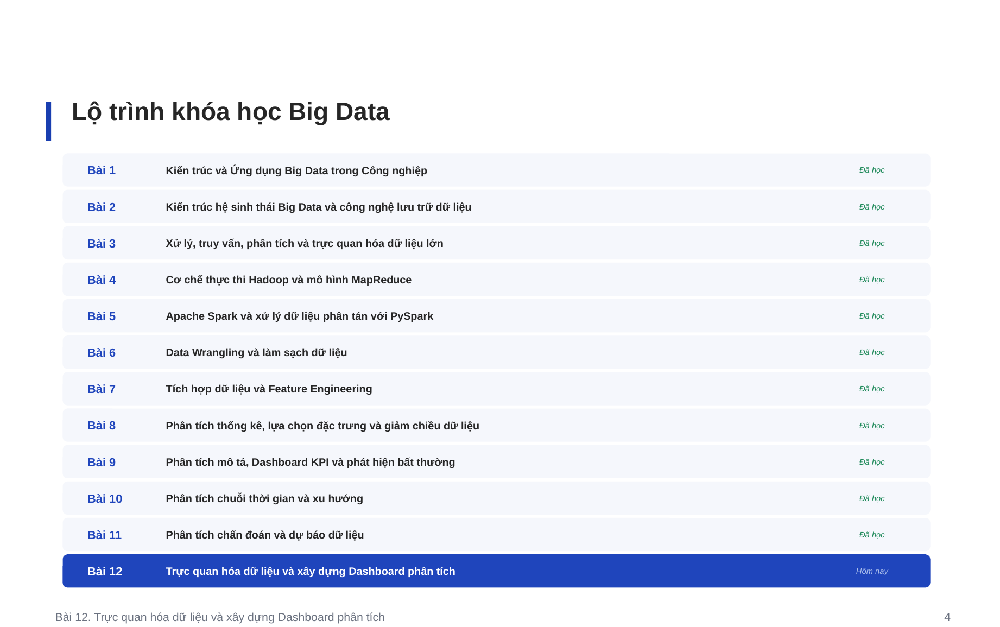 Lộ trình khóa học Big Data
Bài 1 Kiến trúc và Ứng dụng Big Data trong Công nghiệp Đã học
Bài 2 Kiến trúc hệ sinh thái Big Data và công nghệ lưu trữ dữ liệu Đã học
Bài 3 Xử lý, truy vấn, phân tích và trực quan hóa dữ liệu lớn Đã học
Bài 4 Cơ chế thực thi Hadoop và mô hình MapReduce Đã học
Bài 5 Apache Spark và xử lý dữ liệu phân tán với PySpark Đã học
Bài 6 Data Wrangling và làm sạch dữ liệu Đã học
Bài 7 Tích hợp dữ liệu và Feature Engineering Đã học
Bài 8 Phân tích thống kê, lựa chọn đặc trưng và giảm chiều dữ liệu Đã học
Bài 9 Phân tích mô tả, Dashboard KPI và phát hiện bất thường Đã học
Bài 10 Phân tích chuỗi thời gian và xu hướng Đã học
Bài 11 Phân tích chẩn đoán và dự báo dữ liệu Đã học
Bài 12 Trực quan hóa dữ liệu và xây dựng Dashboard phân tích Hôm nay
Bài 12. Trực quan hóa dữ liệu và xây dựng Dashboard phân tích 4